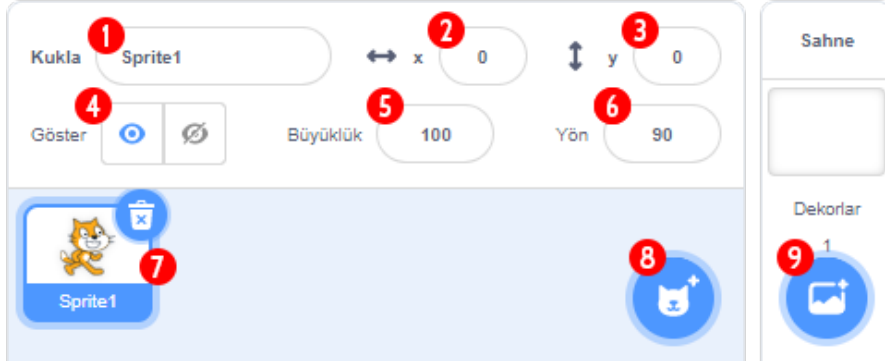 1 2 3
Kukla Sprite1 x 0 y 0 Sahne
4 5 6
Göster Büyüklük 100 Yön 90
Dekorlar
7 8 9 1
Sprite1